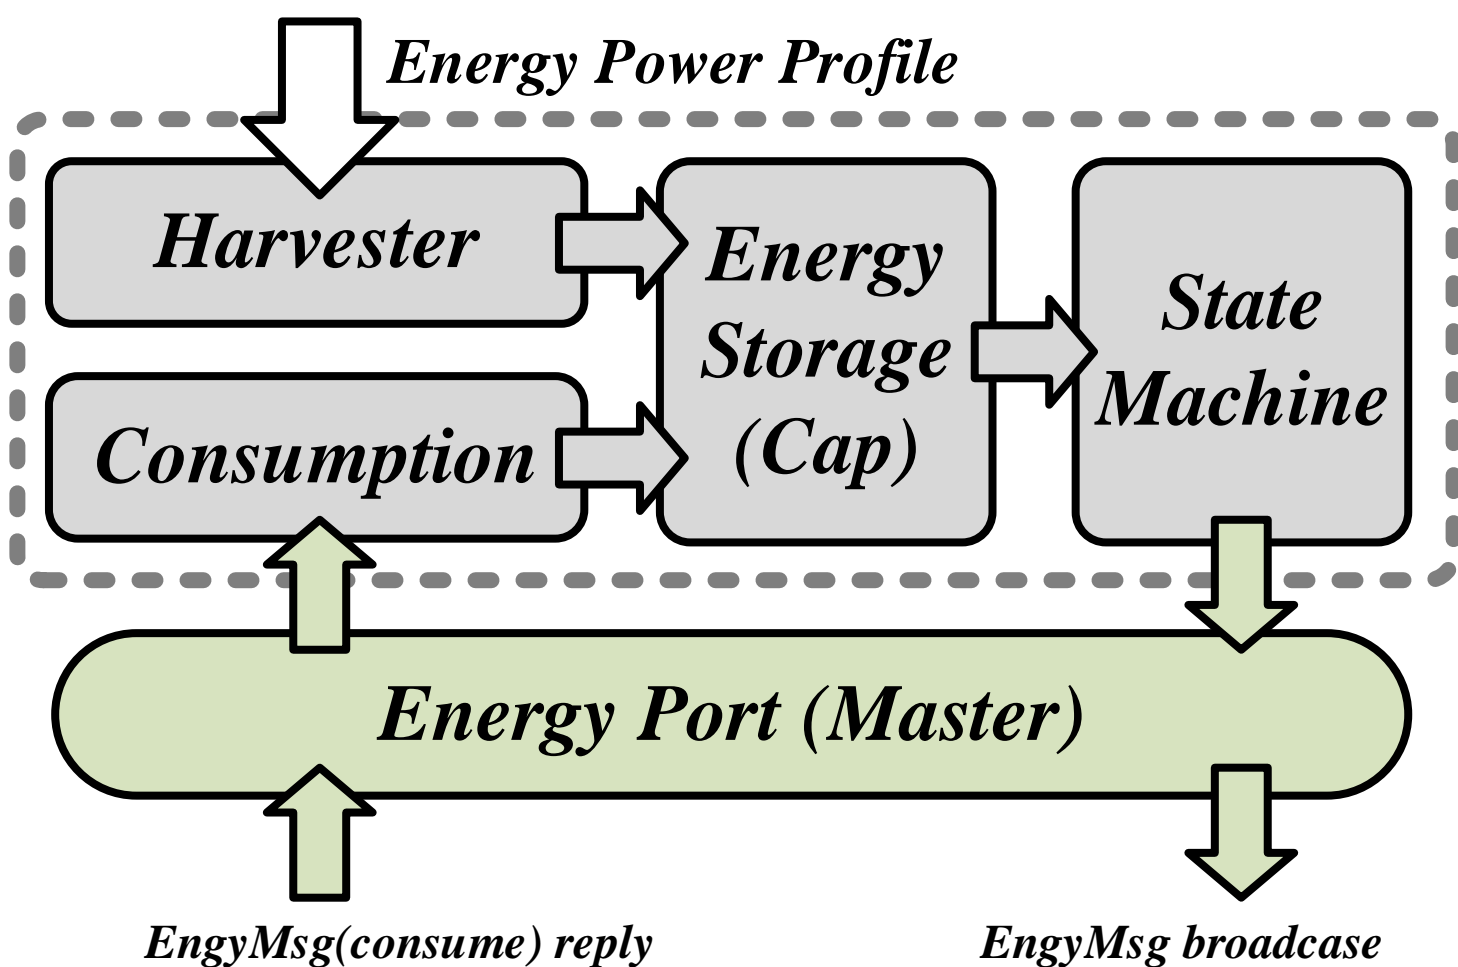 Energy Power Profile
Harvester
Consumption
Energy
Storage
(Cap)
State
Machine
Energy Port (Master)
EngyMsg(consume) reply
EngyMsg broadcase